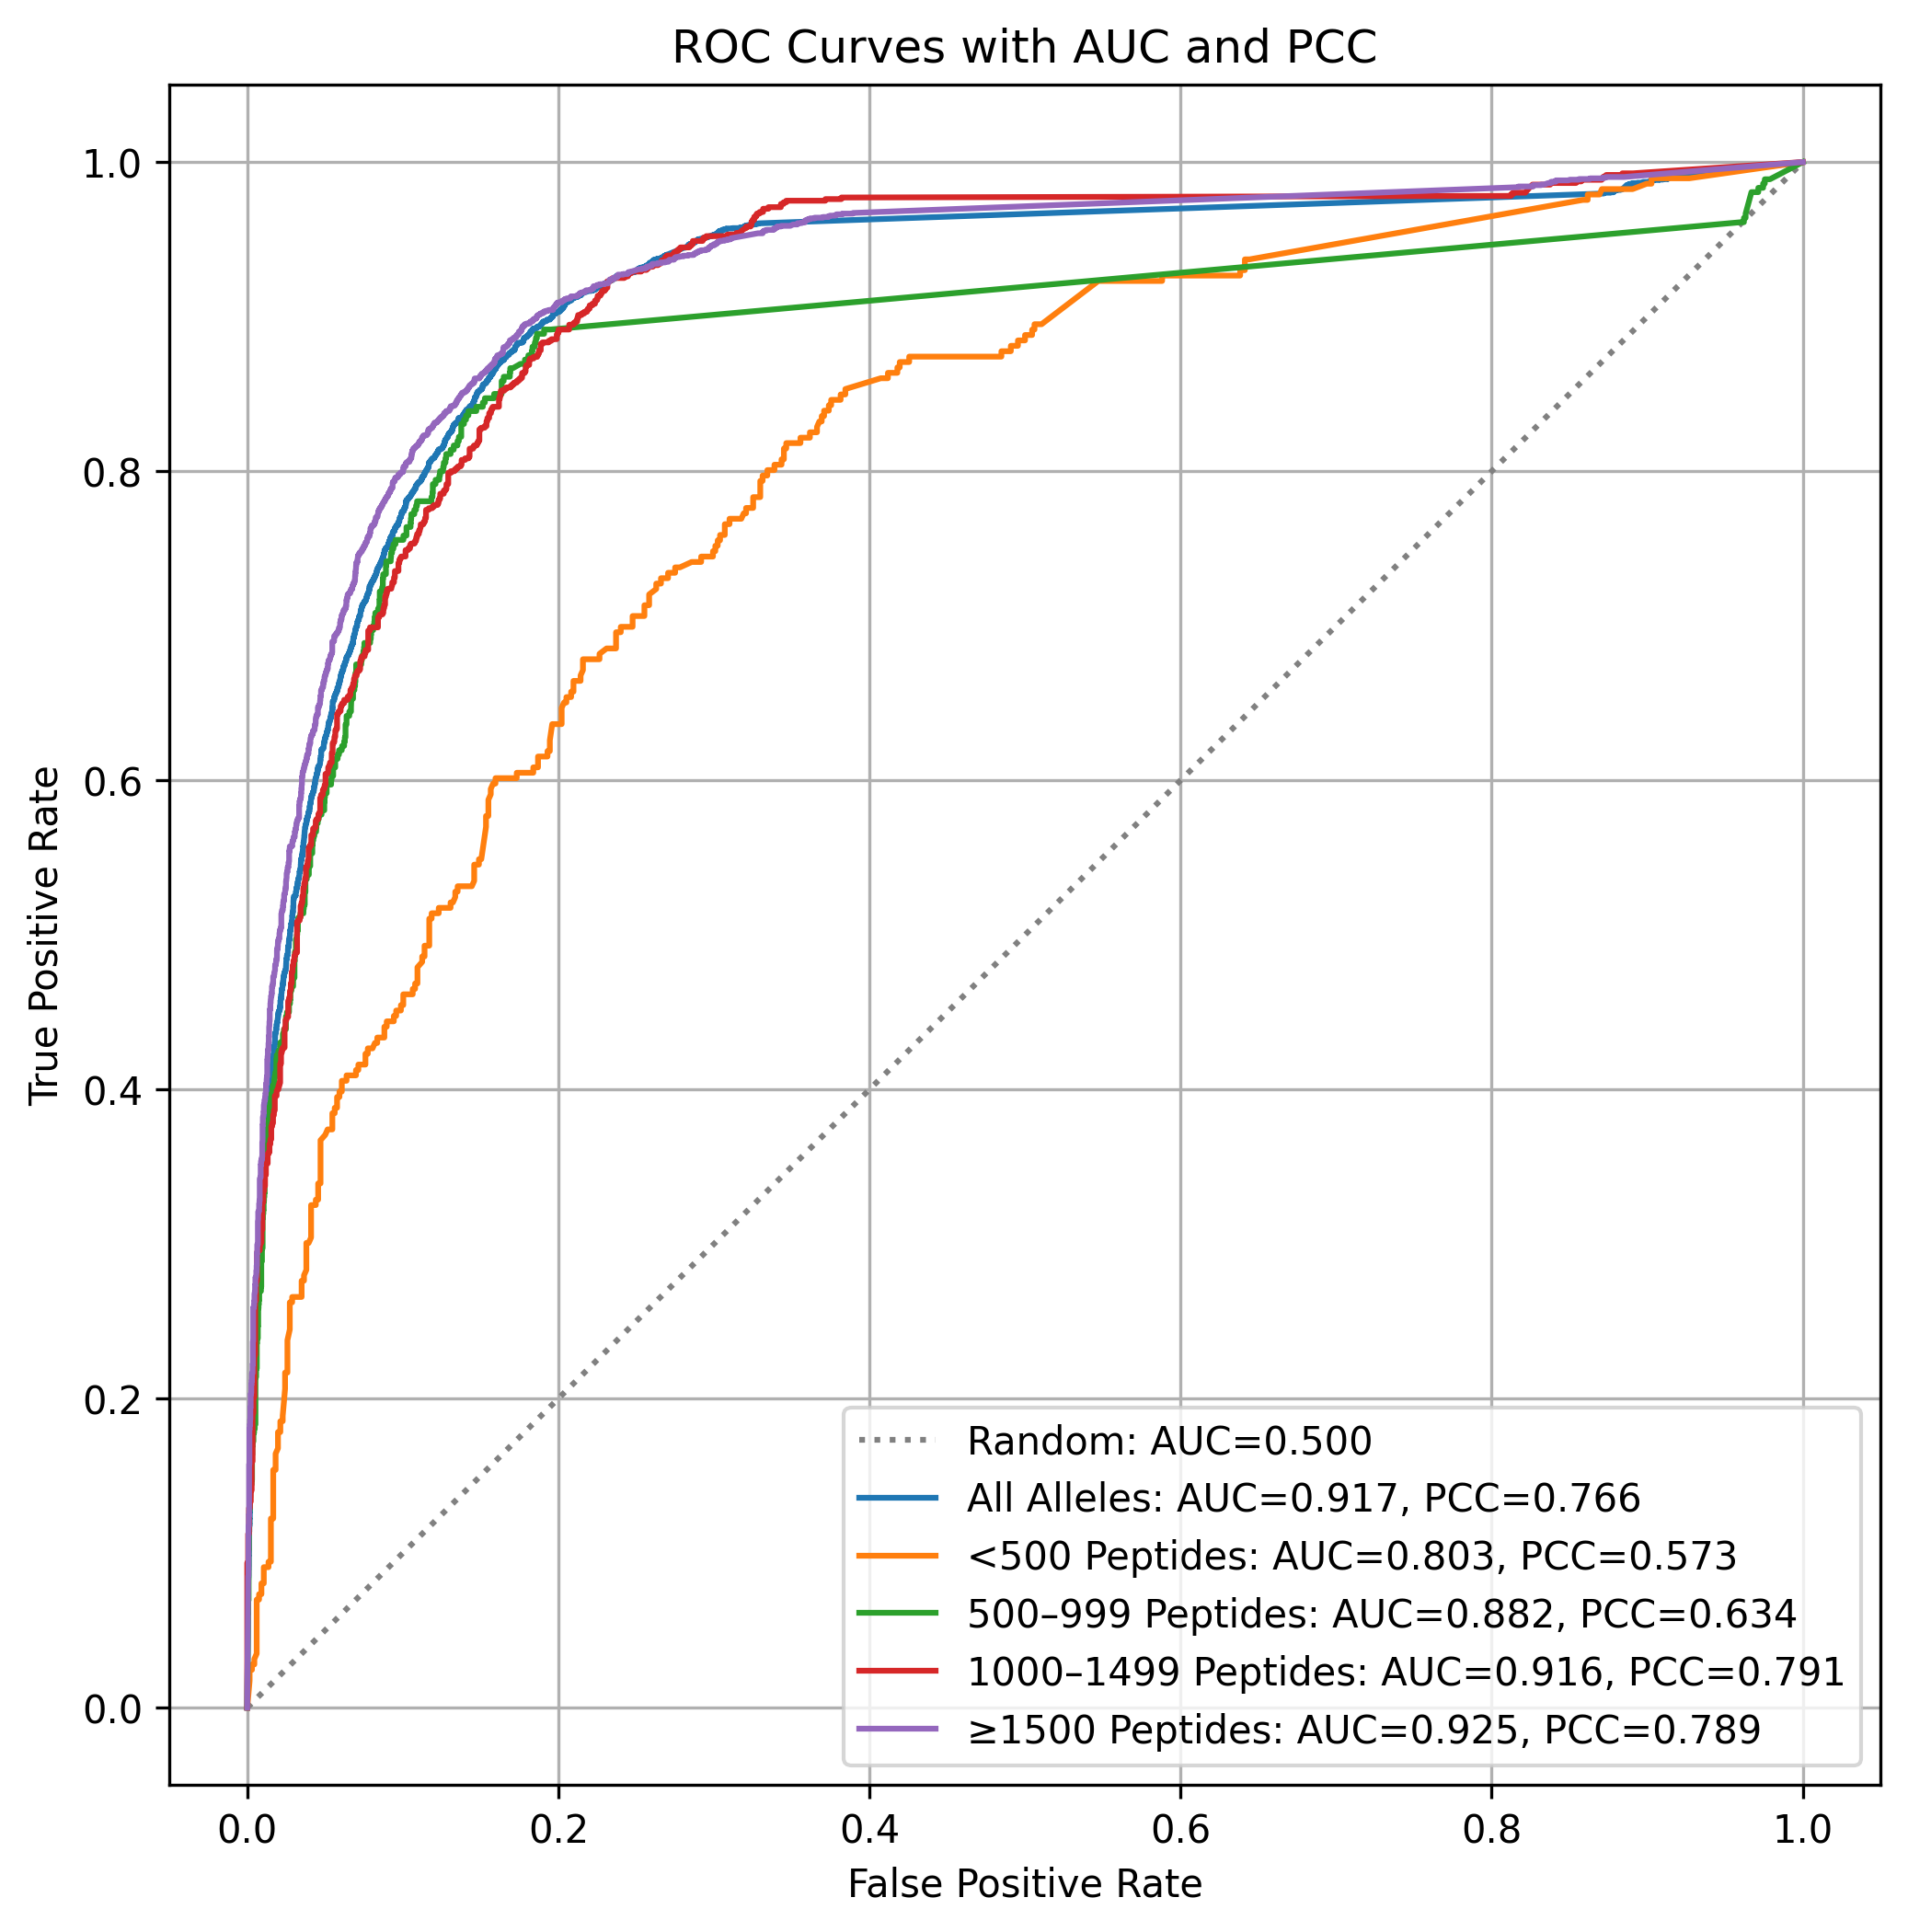 ROC Curves with AUC and PCC
1.0
0.8
0.6
0.4
0.2
0.0
True Positive Rate
Random: AUC=0.500
All Alleles: AUC=0.917, PCC=0.766
<500 Peptides: AUC=0.803, PCC=0.573
500–999 Peptides: AUC=0.882, PCC=0.634
1000–1499 Peptides: AUC=0.916, PCC=0.791
≥1500 Peptides: AUC=0.925, PCC=0.789
0.0 0.2 0.4 0.6 0.8 1.0
False Positive Rate